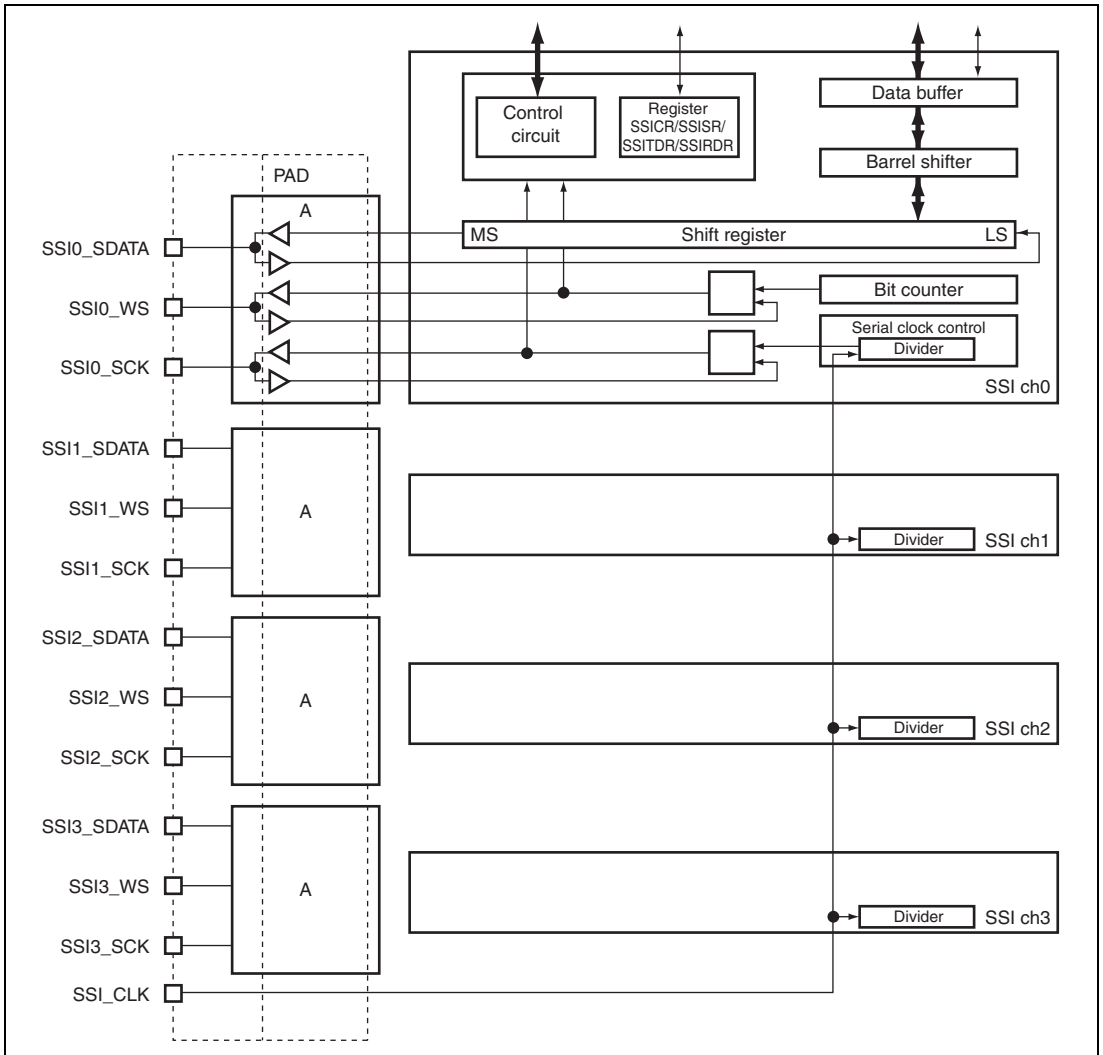 Control
circuit
Register
SSICR/SSISR/
SSITDR/SSIRDR
Data buffer
Barrel shifter
PAD
A
MS
Shift register
LS
SSI0_SDATA
SSI0_WS
SSI0_SCK
Bit counter
Serial clock control
Divider
SSI ch0
SSI1_SDATA
SSI1_WS
SSI1_SCK
A
Divider
SSI ch1
SSI2_SDATA
SSI2_WS
SSI2_SCK
A
Divider
SSI ch2
SSI3_SDATA
SSI3_WS
SSI3_SCK
A
Divider
SSI ch3
SSI_CLK